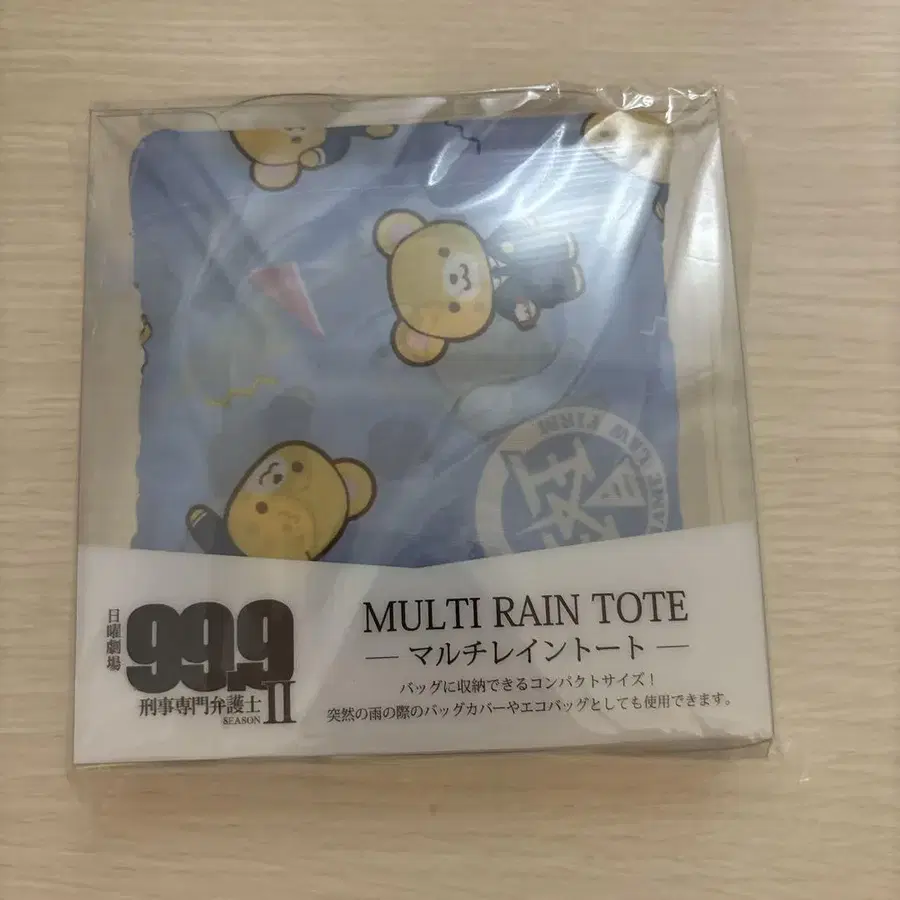 LAW FIRM
日曜劇場
99.9
刑事専門弁護士
SEASON II
MULTI RAIN TOTE
― マルチレイントート ―
バッグに収納できるコンパクトサイズ!
突然の雨の際のバッグカバーやエコバッグとしても使用できます。